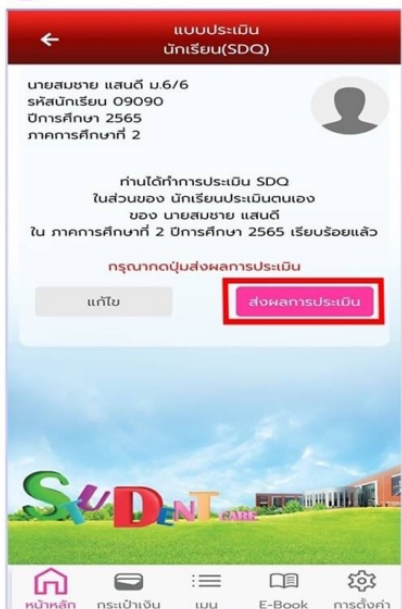 แบบประเมิน
นักเรียน(SDQ)
นายสมชาย แสนดี ม.6/6
รหัสนักเรียน 09090
ปีการศึกษา 2565
ภาคการศึกษาที่ 2
ท่านได้ทำการประเมิน SDQ
ในส่วนของ นักเรียนประเมินตนเอง
ของ นายสมชาย แสนดี
ใน ภาคการศึกษาที่ 2 ปีการศึกษา 2565 เรียบร้อยแล้ว
กรุณากดปุ่มส่งผลการประเมิน
แก้ไข ส่งผลการประเมิน
STUDENT CARE
หน้าหลัก กระเป๋าเงิน เมนู E-Book การตั้งค่า